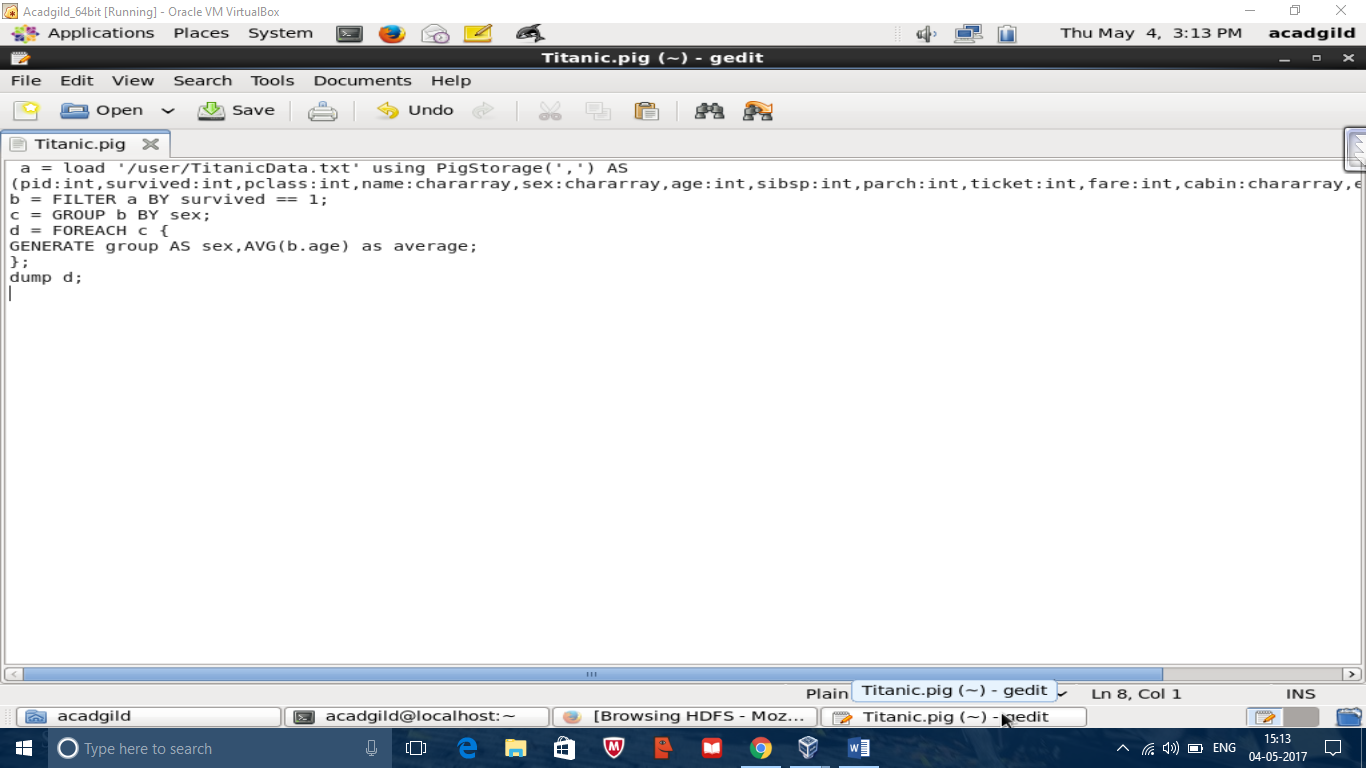 Acadgild_64bit [Running] - Oracle VM VirtualBox
Applications Places System Thu May 4, 3:13 PM acadgild
Titanic.pig (~) - gedit
File Edit View Search Tools Documents Help
Open Save Undo
Titanic.pig
a = load '/user/TitanicData.txt' using PigStorage(',') AS
(pid:int,survived:int,pclass:int,name:chararray,sex:chararray,age:int,sibsp:int,parch:int,ticket:int,fare:int,cabin:chararray,e
b = FILTER a BY survived == 1;
c = GROUP b BY sex;
d = FOREACH c {
GENERATE group AS sex,AVG(b.age) as average;
};
dump d;
Plain Titanic.pig (~) - gedit Ln 8, Col 1 INS
acadgild acadgild@localhost:~ [Browsing HDFS - Moz... Titanic.pig (~) - gedit
Type here to search ENG 15:13
04-05-2017